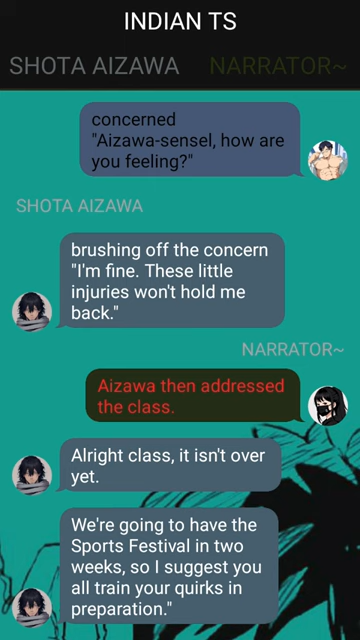 INDIAN TS
SHOTA AIZAWA NARRATOR~
concerned
"Aizawa-sensel, how are
you feeling?"
SHOTA AIZAWA
brushing off the concern
"I'm fine. These little
injuries won't hold me
back."
NARRATOR~
Aizawa then addressed
the class.
Alright class, it isn't over
yet.
We're going to have the
Sports Festival in two
weeks, so I suggest you
all train your quirks in
preparation."